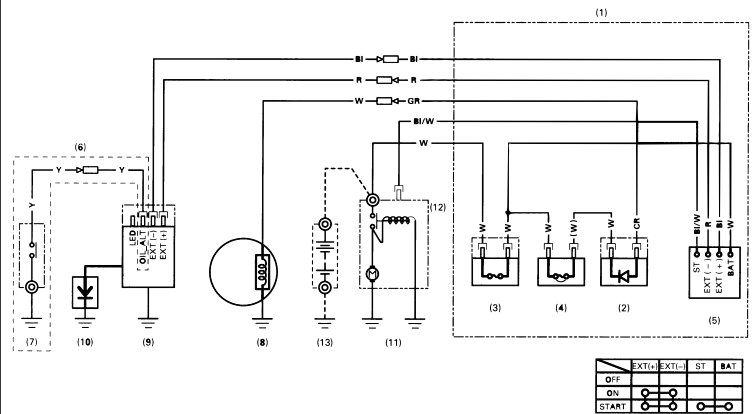 (1)
Bl Bl
R R
W GR
Bl/W
W
(6)
Y Y
Y
(12)
W W W (W) CR Bl/W R Bl W
LED
OIL ALT
EXT (-)
EXT (+)
M
ST
EXT (-)
EXT (+)
BAT
(7) (10) (9) (8) (13) (11) (3) (4) (2) (5)
EXT(+) EXT(-) ST BAT
OFF
ON
START